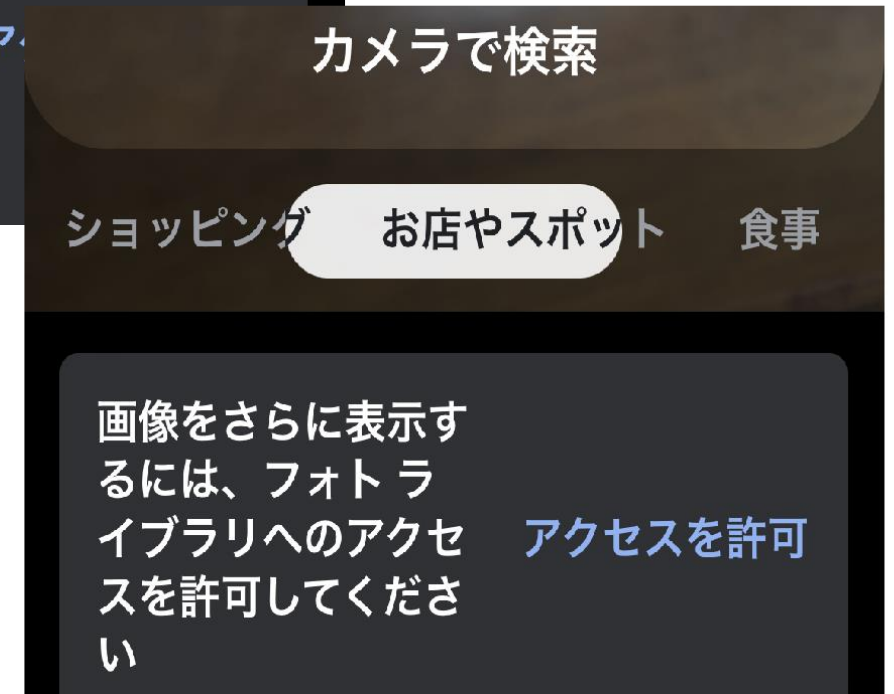 ア
カメラで検索
ショッピング お店やスポット 食事
画像をさらに表示す
るには、フォト ラ
イブラリへのアクセ
スを許可してくださ
い
アクセスを許可